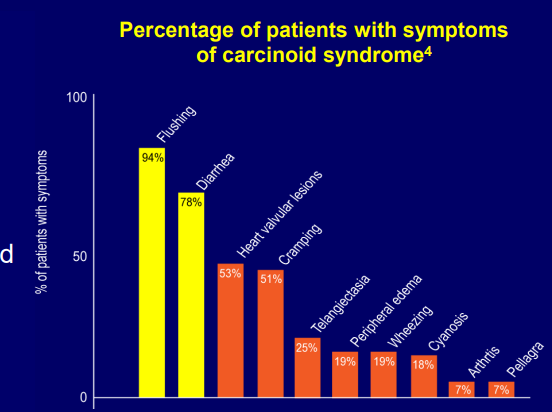 Percentage of patients with symptoms
of carcinoid syndrome4
d
% of patients with symptoms
100
50
0
Flushing
94%
Diarrhea
78%
Heart valvular lesions
53%
Cramping
51%
Telangiectasia
25%
Peripheral edema
19%
Wheezing
19%
Cyanosis
18%
Arthrtis
7%
Pellagra
7%